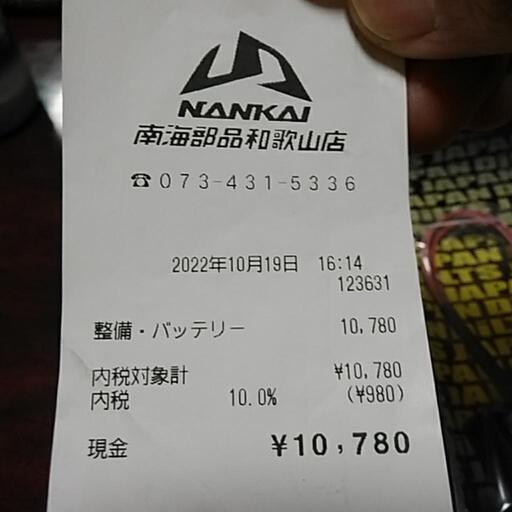 NANKAI
南海部品和歌山店
☎073-431-5336
2022年10月19日 16:14
123631
整備・バッテリー 10,780
内税対象計 ¥10,780
内税 10.0% (¥980)
現金 ¥10,780